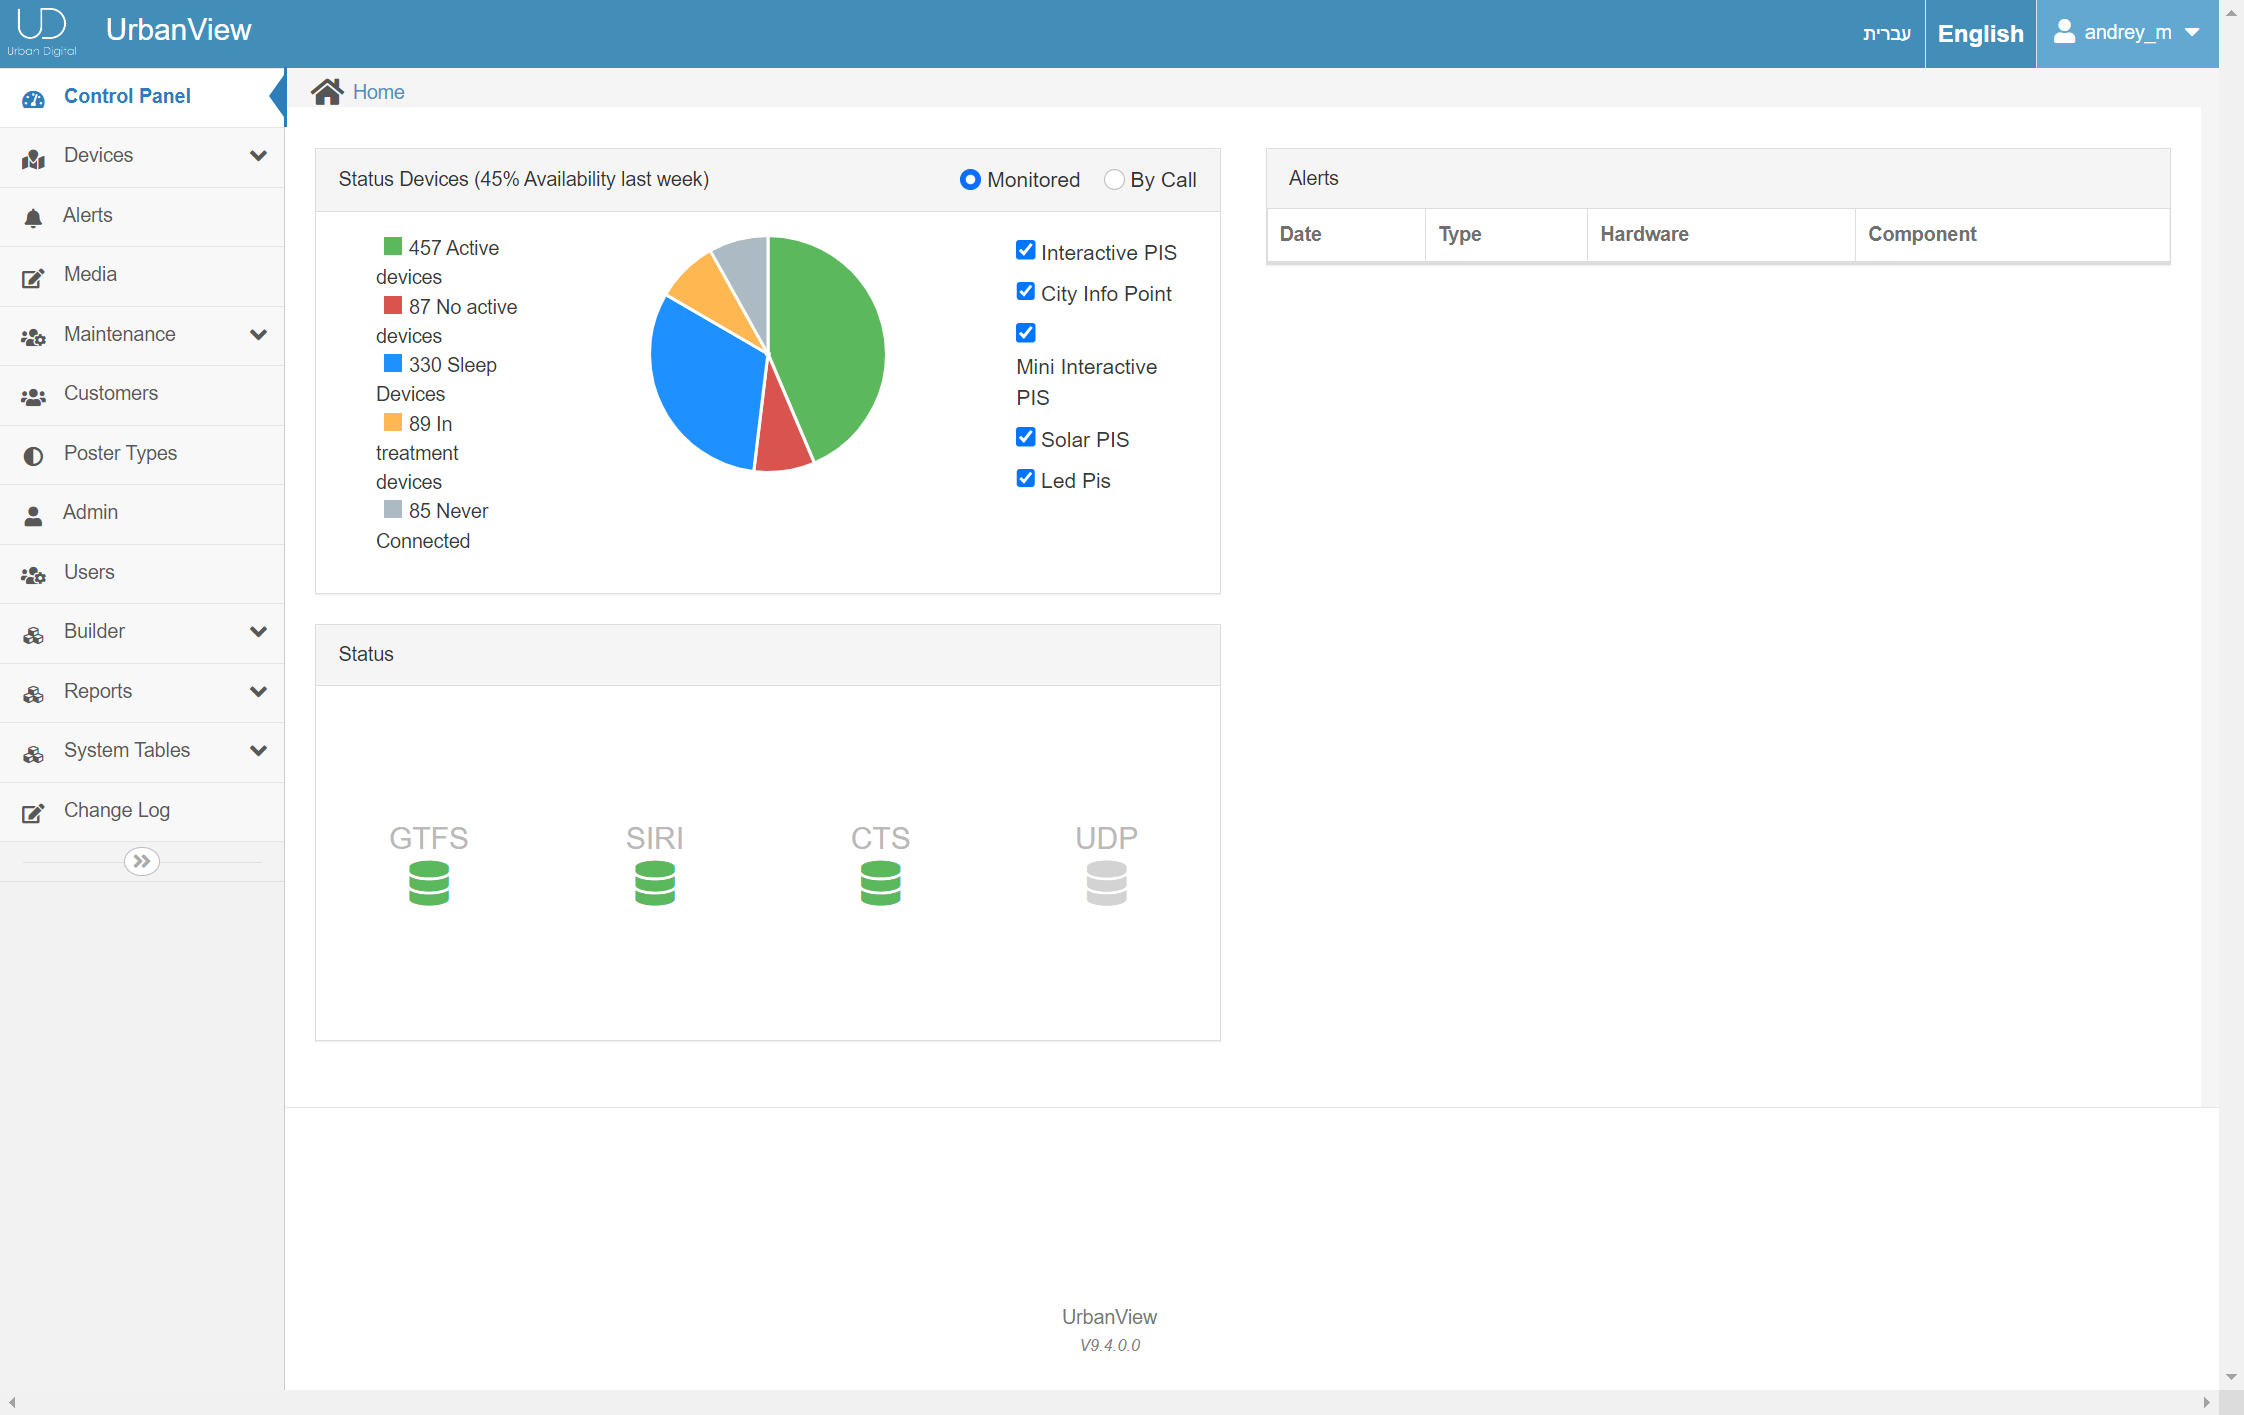 UD
Urban Digital
UrbanView
עברית
English
andrey_m
Control Panel
Devices
Alerts
Media
Maintenance
Customers
Poster Types
Admin
Users
Builder
Reports
System Tables
Change Log
Home
Status Devices (45% Availability last week)
Monitored
By Call
457 Active
devices
87 No active
devices
330 Sleep
Devices
89 In
treatment
devices
85 Never
Connected
Interactive PIS
City Info Point
Mini Interactive
PIS
Solar PIS
Led Pis
Alerts
Date Type Hardware Component
Status
GTFS SIRI CTS UDP
UrbanView
V9.4.0.0